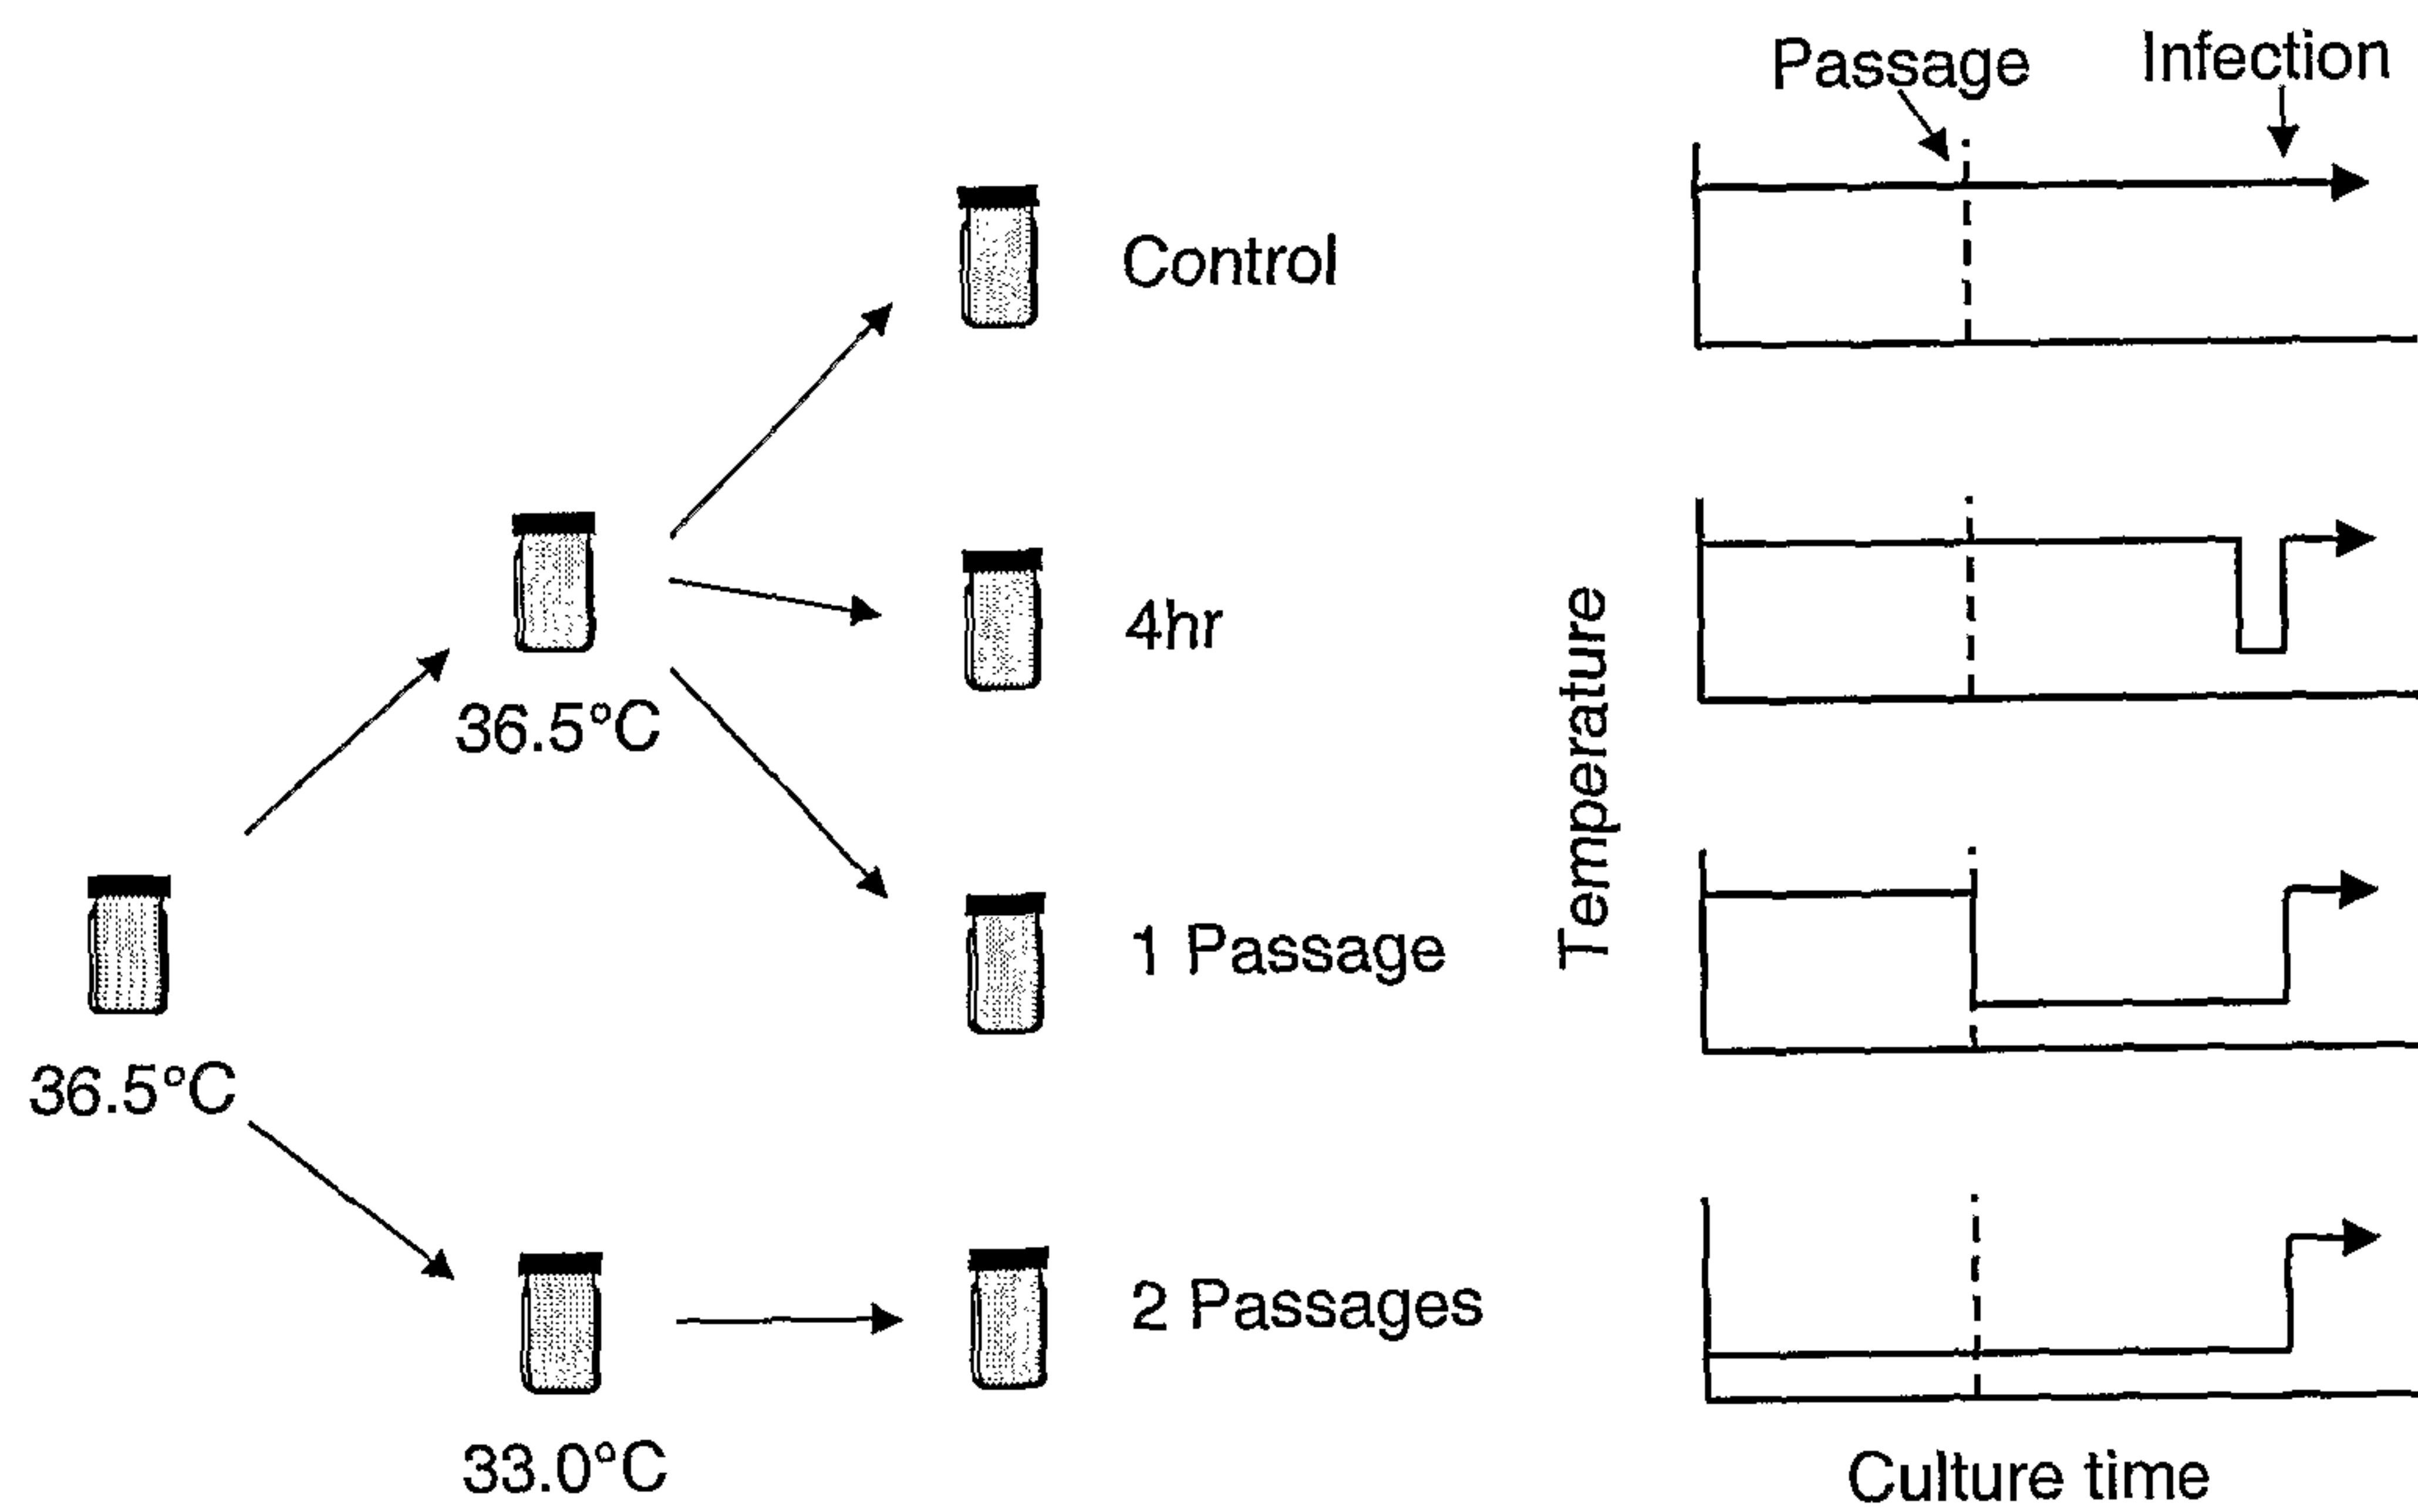 Passage
Infection
Control
4hr
36.5°C
1 Passage
36.5°C
2 Passages
33.0°C
Temperature
Culture time